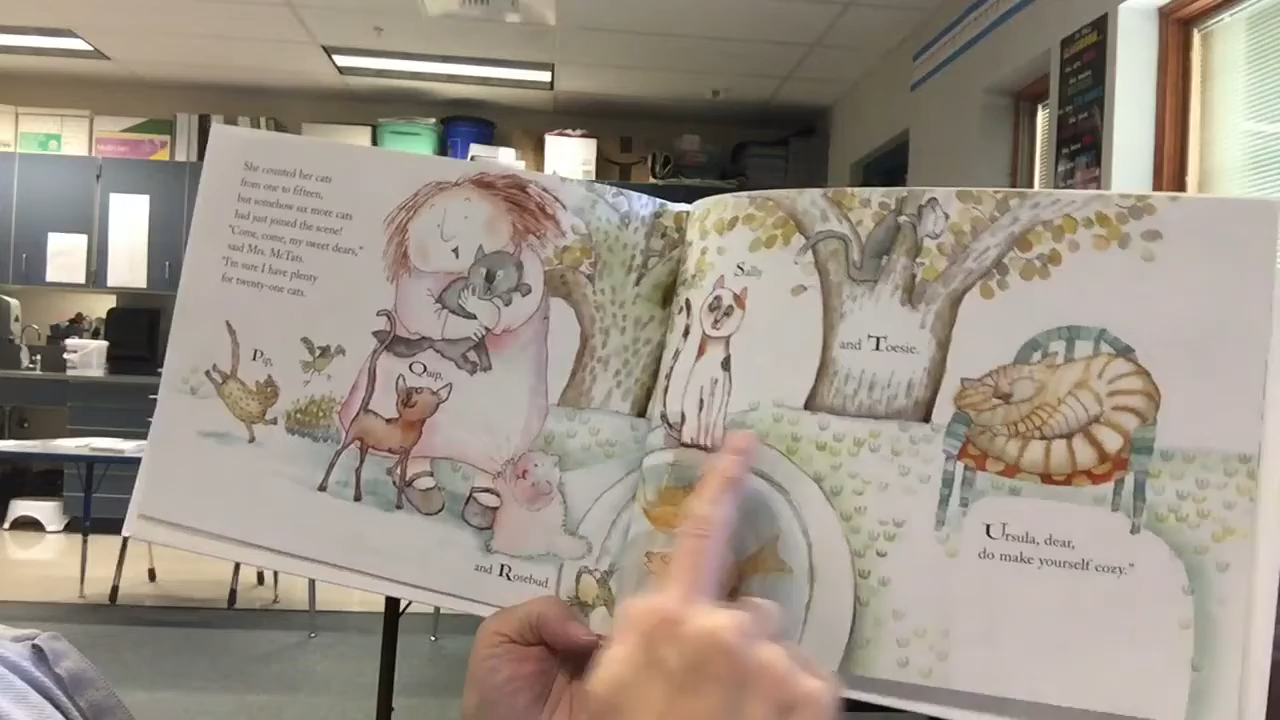 She counted her cats
from one to fifteen,
but somehow six more cats
had just joined the scene!
"Come, come, my sweet dears,"
said Mrs. McTats.
"I'm sure I have plenty
for twenty-one cats.
Pip,
Quip,
and Rosebud,
Sally
and Toesie.
Ursula, dear,
do make yourself cozy."